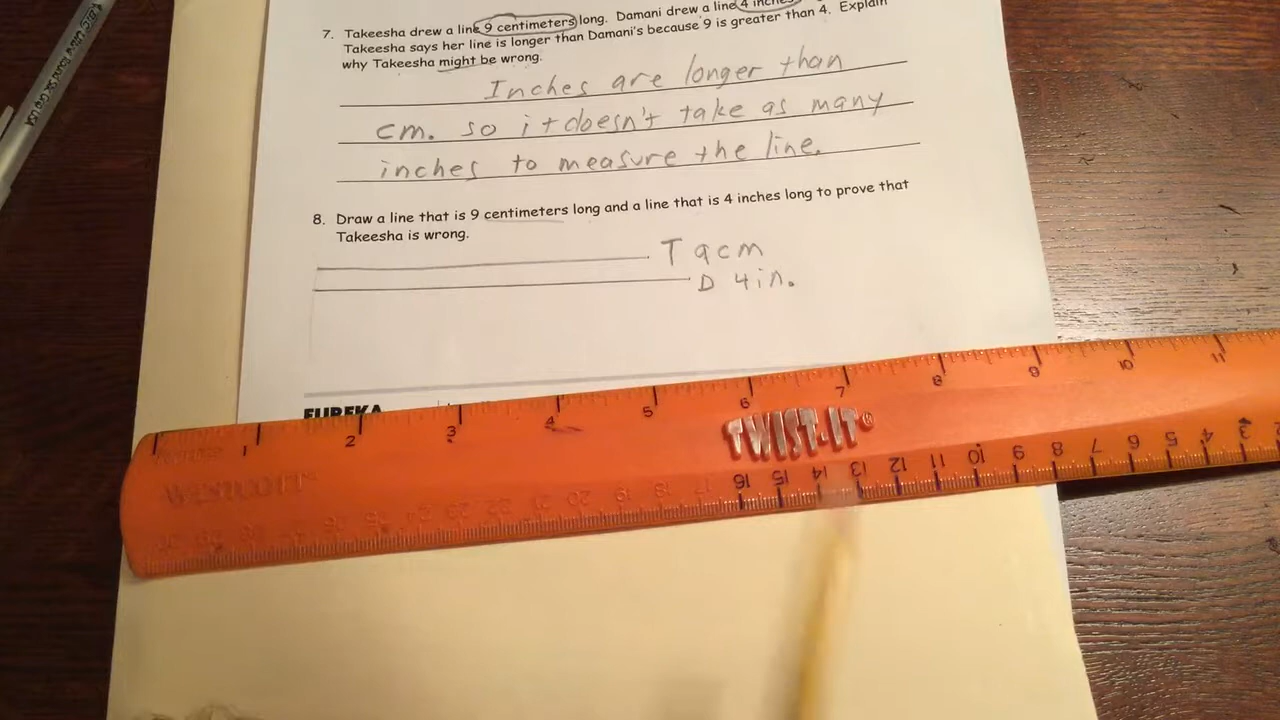 7. Takeesha drew a line 9 centimeters long. Damani drew a line 4 inches
Takeesha says her line is longer than Damani's because 9 is greater than 4. Explain
why Takeesha might be wrong.
Inches are longer than
cm. so it doesn't take as many
inches to measure the line.
8. Draw a line that is 9 centimeters long and a line that is 4 inches long to prove that
Takeesha is wrong.
T 9cm
D 4in.
EUREKA
1 2 3 4 5 6 7 8 9 10 11
TWIST.IT®
16 15 14 13 12 11 10 9 8 7 6 5 4 3